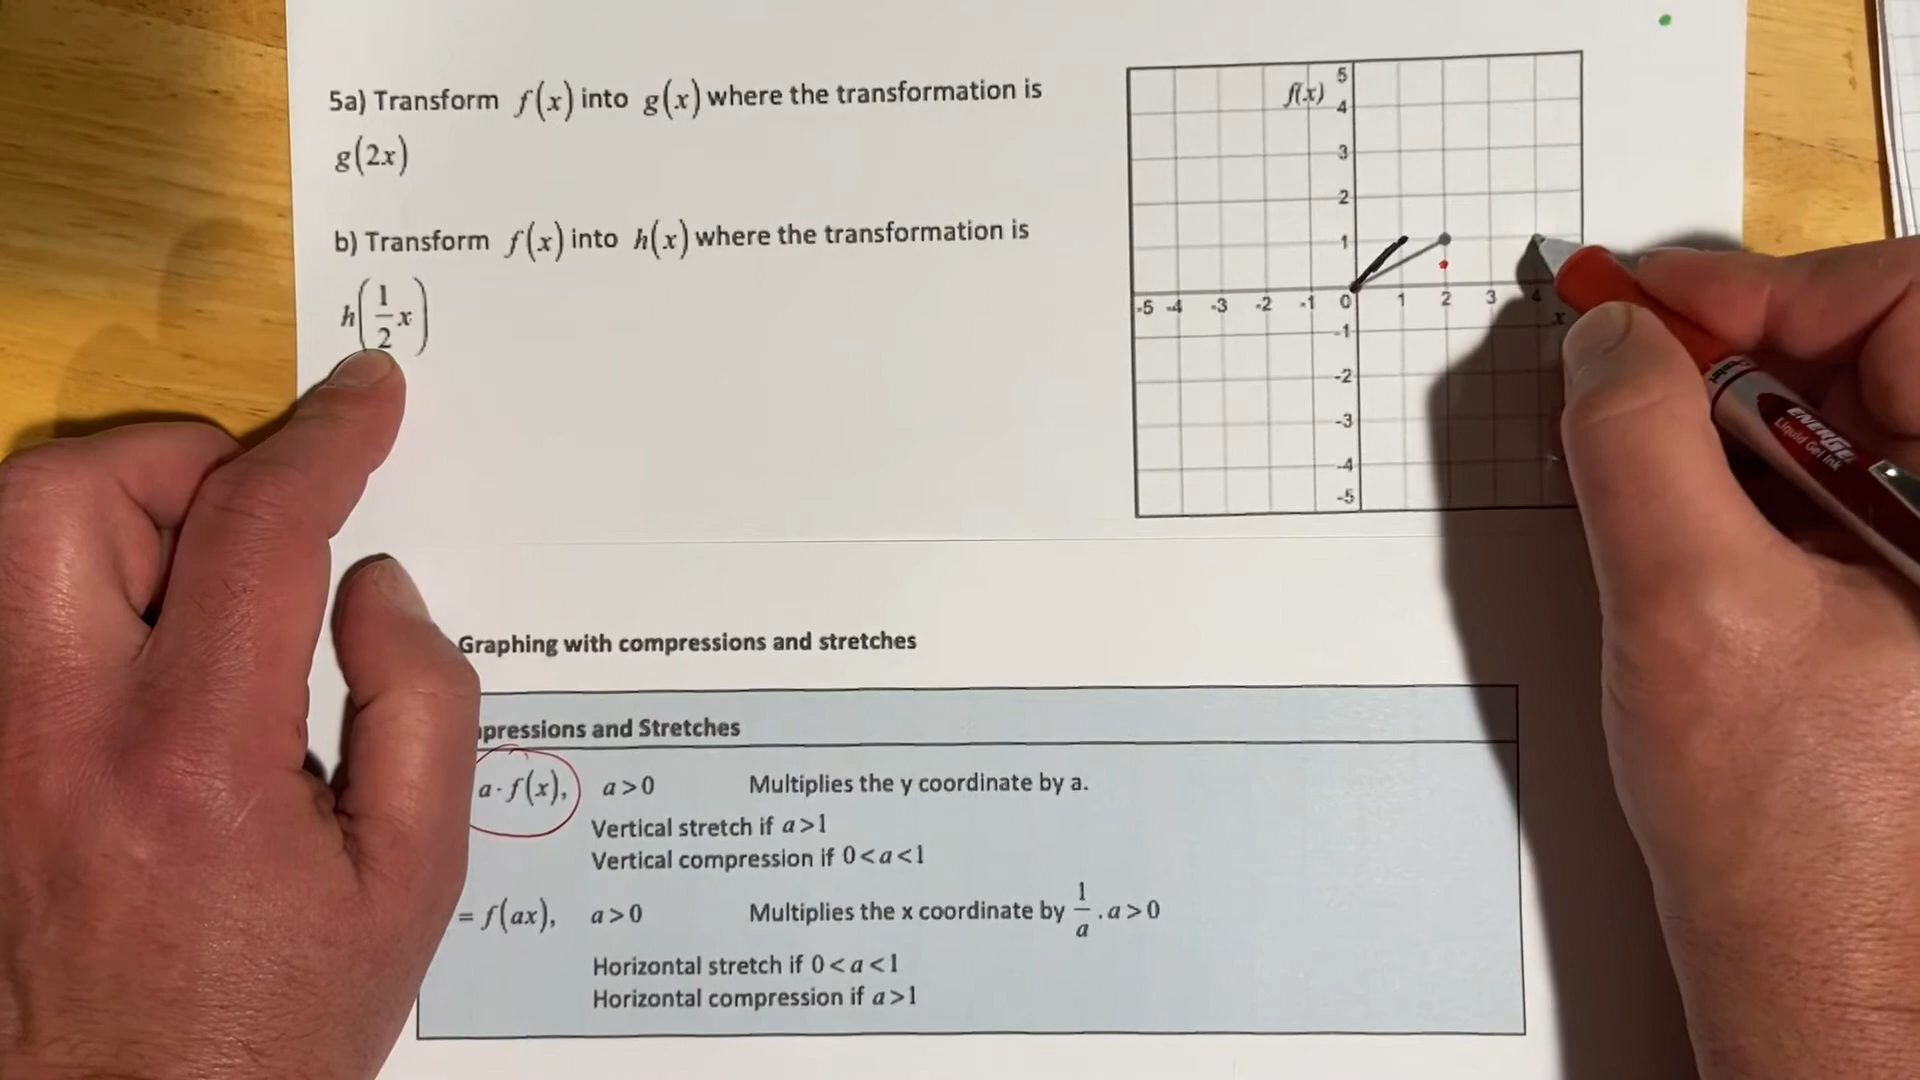 5a) Transform f(x) into g(x) where the transformation is
g(2x)
b) Transform f(x) into h(x) where the transformation is
h(1/2 x)
f(x)
5
4
3
2
1
-5 -4 -3 -2 -1 0 1 2 3 4
x
-1
-2
-3
-4
-5
ENERGEL
Liquid Gel Ink
Graphing with compressions and stretches
pressions and Stretches
a·f(x), a>0 Multiplies the y coordinate by a.
Vertical stretch if a>1
Vertical compression if 0<a<1
= f(ax), a>0 Multiplies the x coordinate by 1/a . a>0
Horizontal stretch if 0<a<1
Horizontal compression if a>1